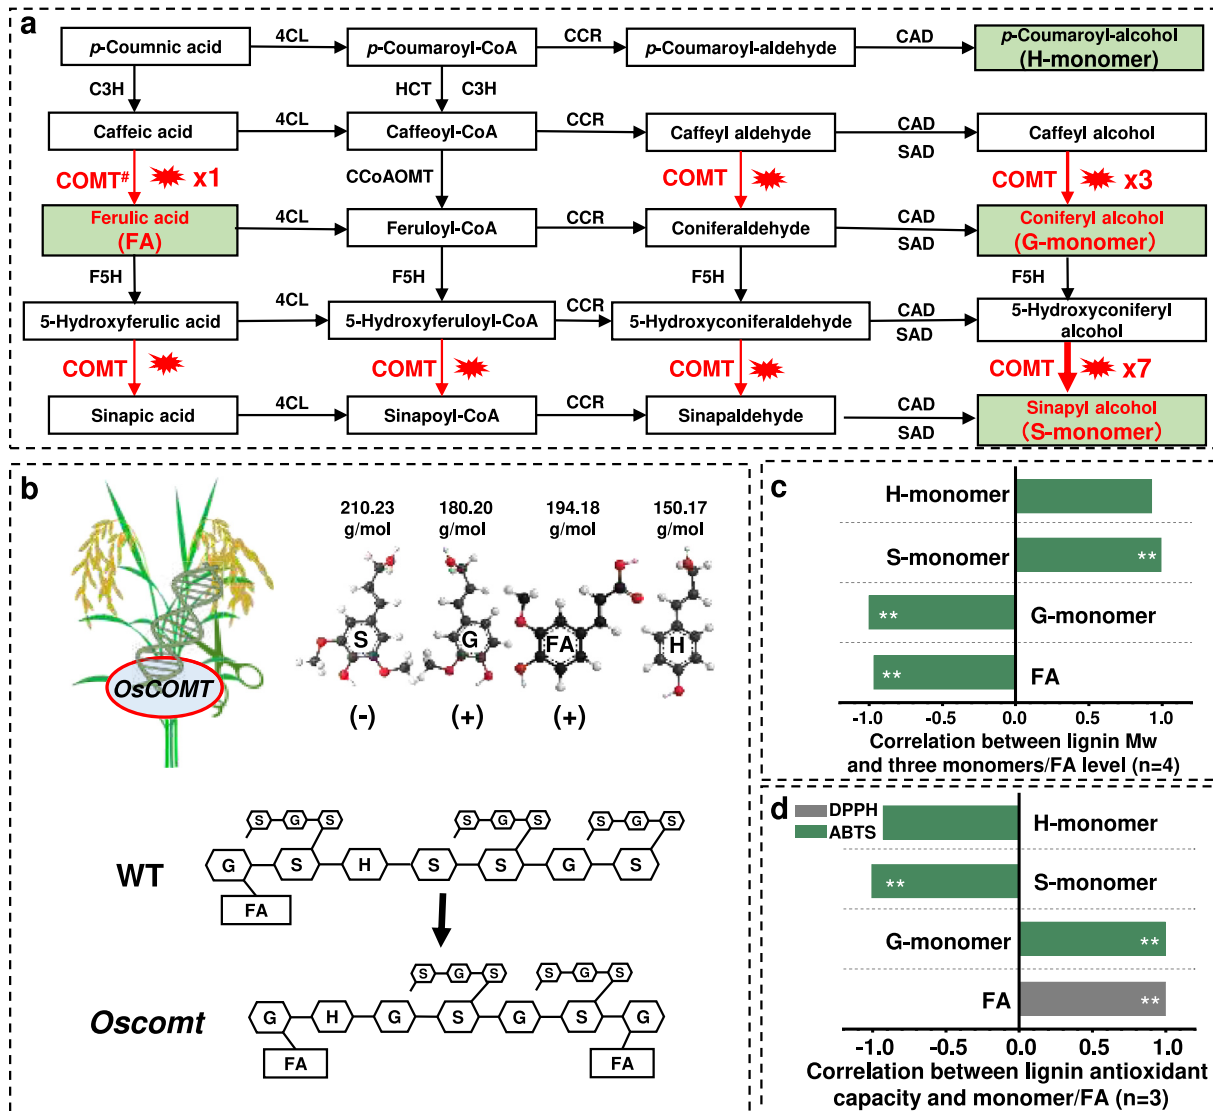 a
p-Coumnic acid 4CL p-Coumaroyl-CoA CCR p-Coumaroyl-aldehyde CAD p-Coumaroyl-alcohol
(H-monomer)
C3H HCT C3H
Caffeic acid 4CL Caffeoyl-CoA CCR Caffeyl aldehyde CAD Caffeyl alcohol
SAD
COMT# x1 CCoAOMT COMT COMT x3
Ferulic acid
(FA) 4CL Feruloyl-CoA CCR Coniferaldehyde CAD
SAD
Coniferyl alcohol
(G-monomer)
F5H F5H F5H F5H
5-Hydroxyferulic acid 4CL 5-Hydroxyferuloyl-CoA CCR 5-Hydroxyconiferaldehyde CAD
SAD
5-Hydroxyconiferyl
alcohol
COMT COMT COMT COMT x7
Sinapic acid 4CL Sinapoyl-CoA CCR Sinapaldehyde CAD
SAD
Sinapyl alcohol
(S-monomer)
b
210.23 180.20 194.18 150.17
g/mol g/mol g/mol g/mol
S G FA H
OsCOMT
(-) (+) (+)
S G S S G S S G S
WT G S H S S G S
FA
S G S S G S
Oscomt G H G S G S G
FA FA
c
H-monomer
S-monomer **
** G-monomer
** FA
-1.0 -0.5 0.0 0.5 1.0
Correlation between lignin Mw
and three monomers/FA level (n=4)
d
DPPH
ABTS
H-monomer
** S-monomer
G-monomer **
FA **
-1.0 -0.5 0.0 0.5 1.0
Correlation between lignin antioxidant
capacity and monomer/FA (n=3)